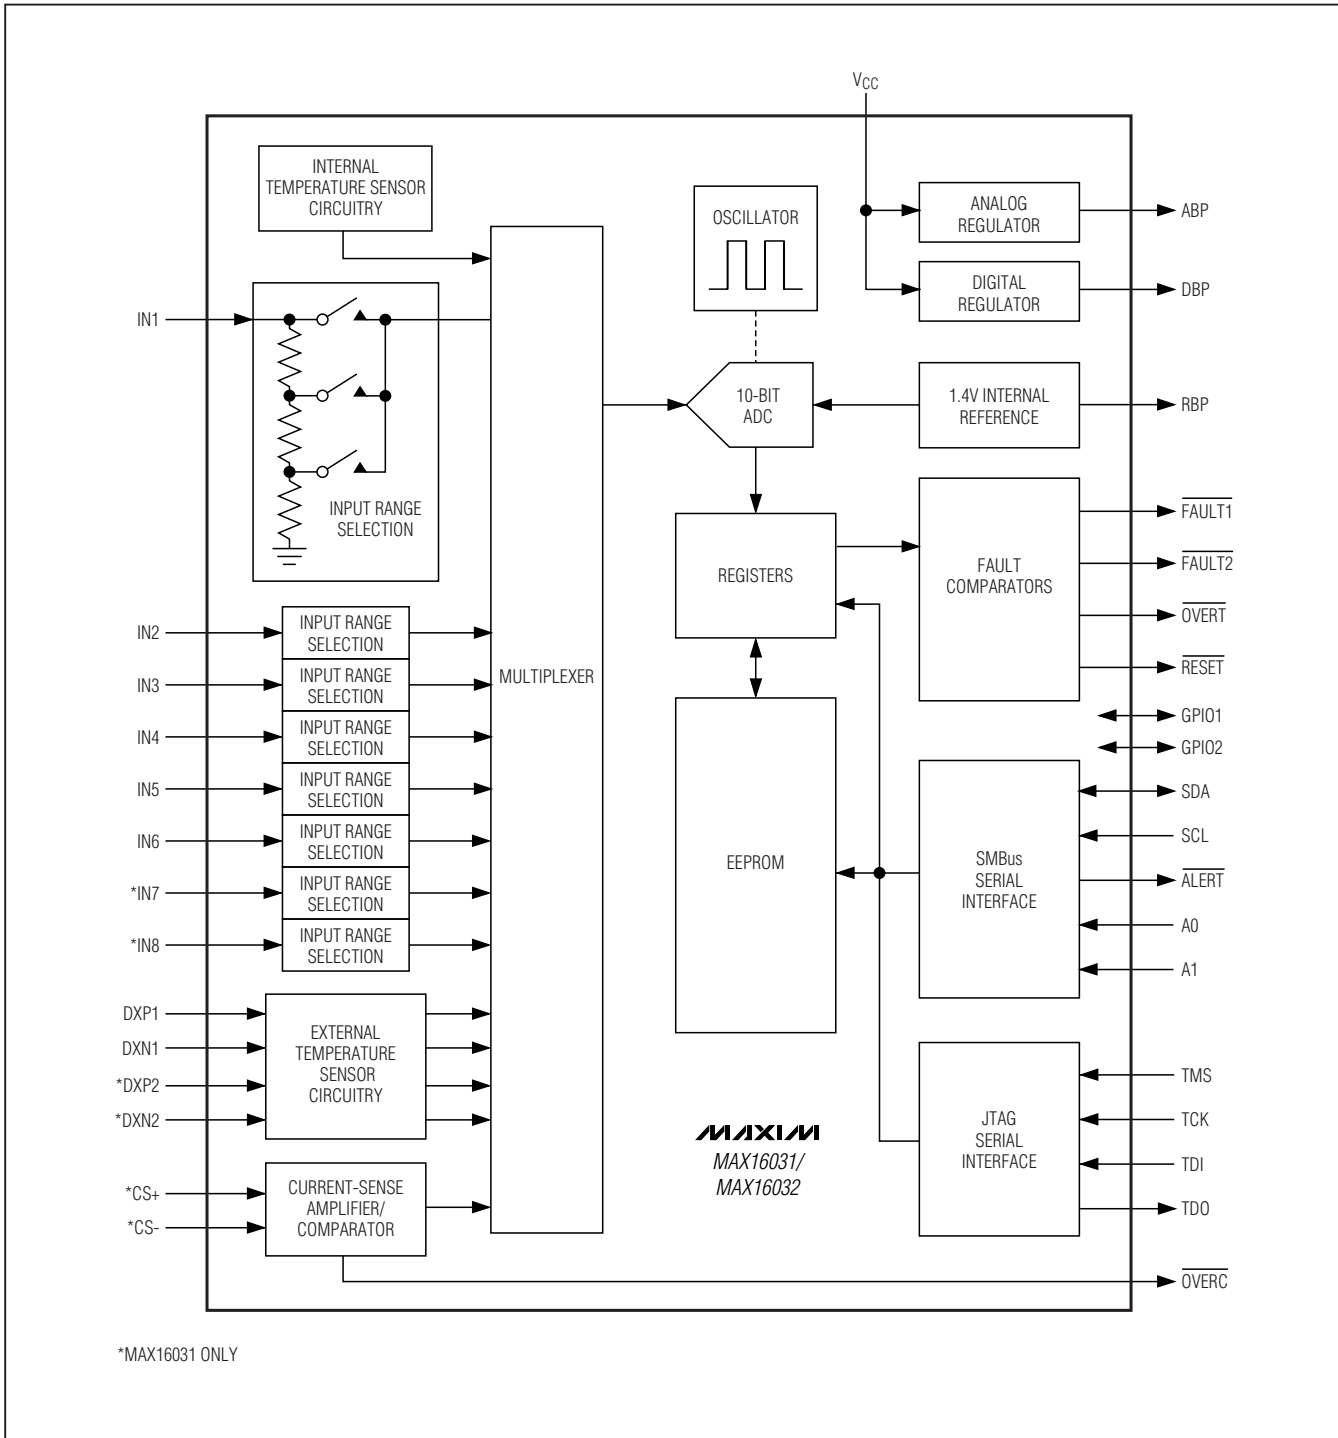 VCC
INTERNAL
TEMPERATURE SENSOR
CIRCUITRY
OSCILLATOR
ANALOG
REGULATOR
ABP
DIGITAL
REGULATOR
DBP
IN1
INPUT RANGE
SELECTION
10-BIT
ADC
1.4V INTERNAL
REFERENCE
RBP
REGISTERS
FAULT
COMPARATORS
FAULT1
FAULT2
OVERT
RESET
GPIO1
GPIO2
IN2
INPUT RANGE
SELECTION
IN3
INPUT RANGE
SELECTION
IN4
INPUT RANGE
SELECTION
IN5
INPUT RANGE
SELECTION
IN6
INPUT RANGE
SELECTION
*IN7
INPUT RANGE
SELECTION
*IN8
INPUT RANGE
SELECTION
MULTIPLEXER
EEPROM
SMBus
SERIAL
INTERFACE
SDA
SCL
ALERT
A0
A1
DXP1
DXN1
*DXP2
*DXN2
EXTERNAL
TEMPERATURE
SENSOR
CIRCUITRY
JTAG
SERIAL
INTERFACE
TMS
TCK
TDI
TDO
MAXIM
MAX16031/
MAX16032
*CS+
*CS-
CURRENT-SENSE
AMPLIFIER/
COMPARATOR
OVERC
*MAX16031 ONLY